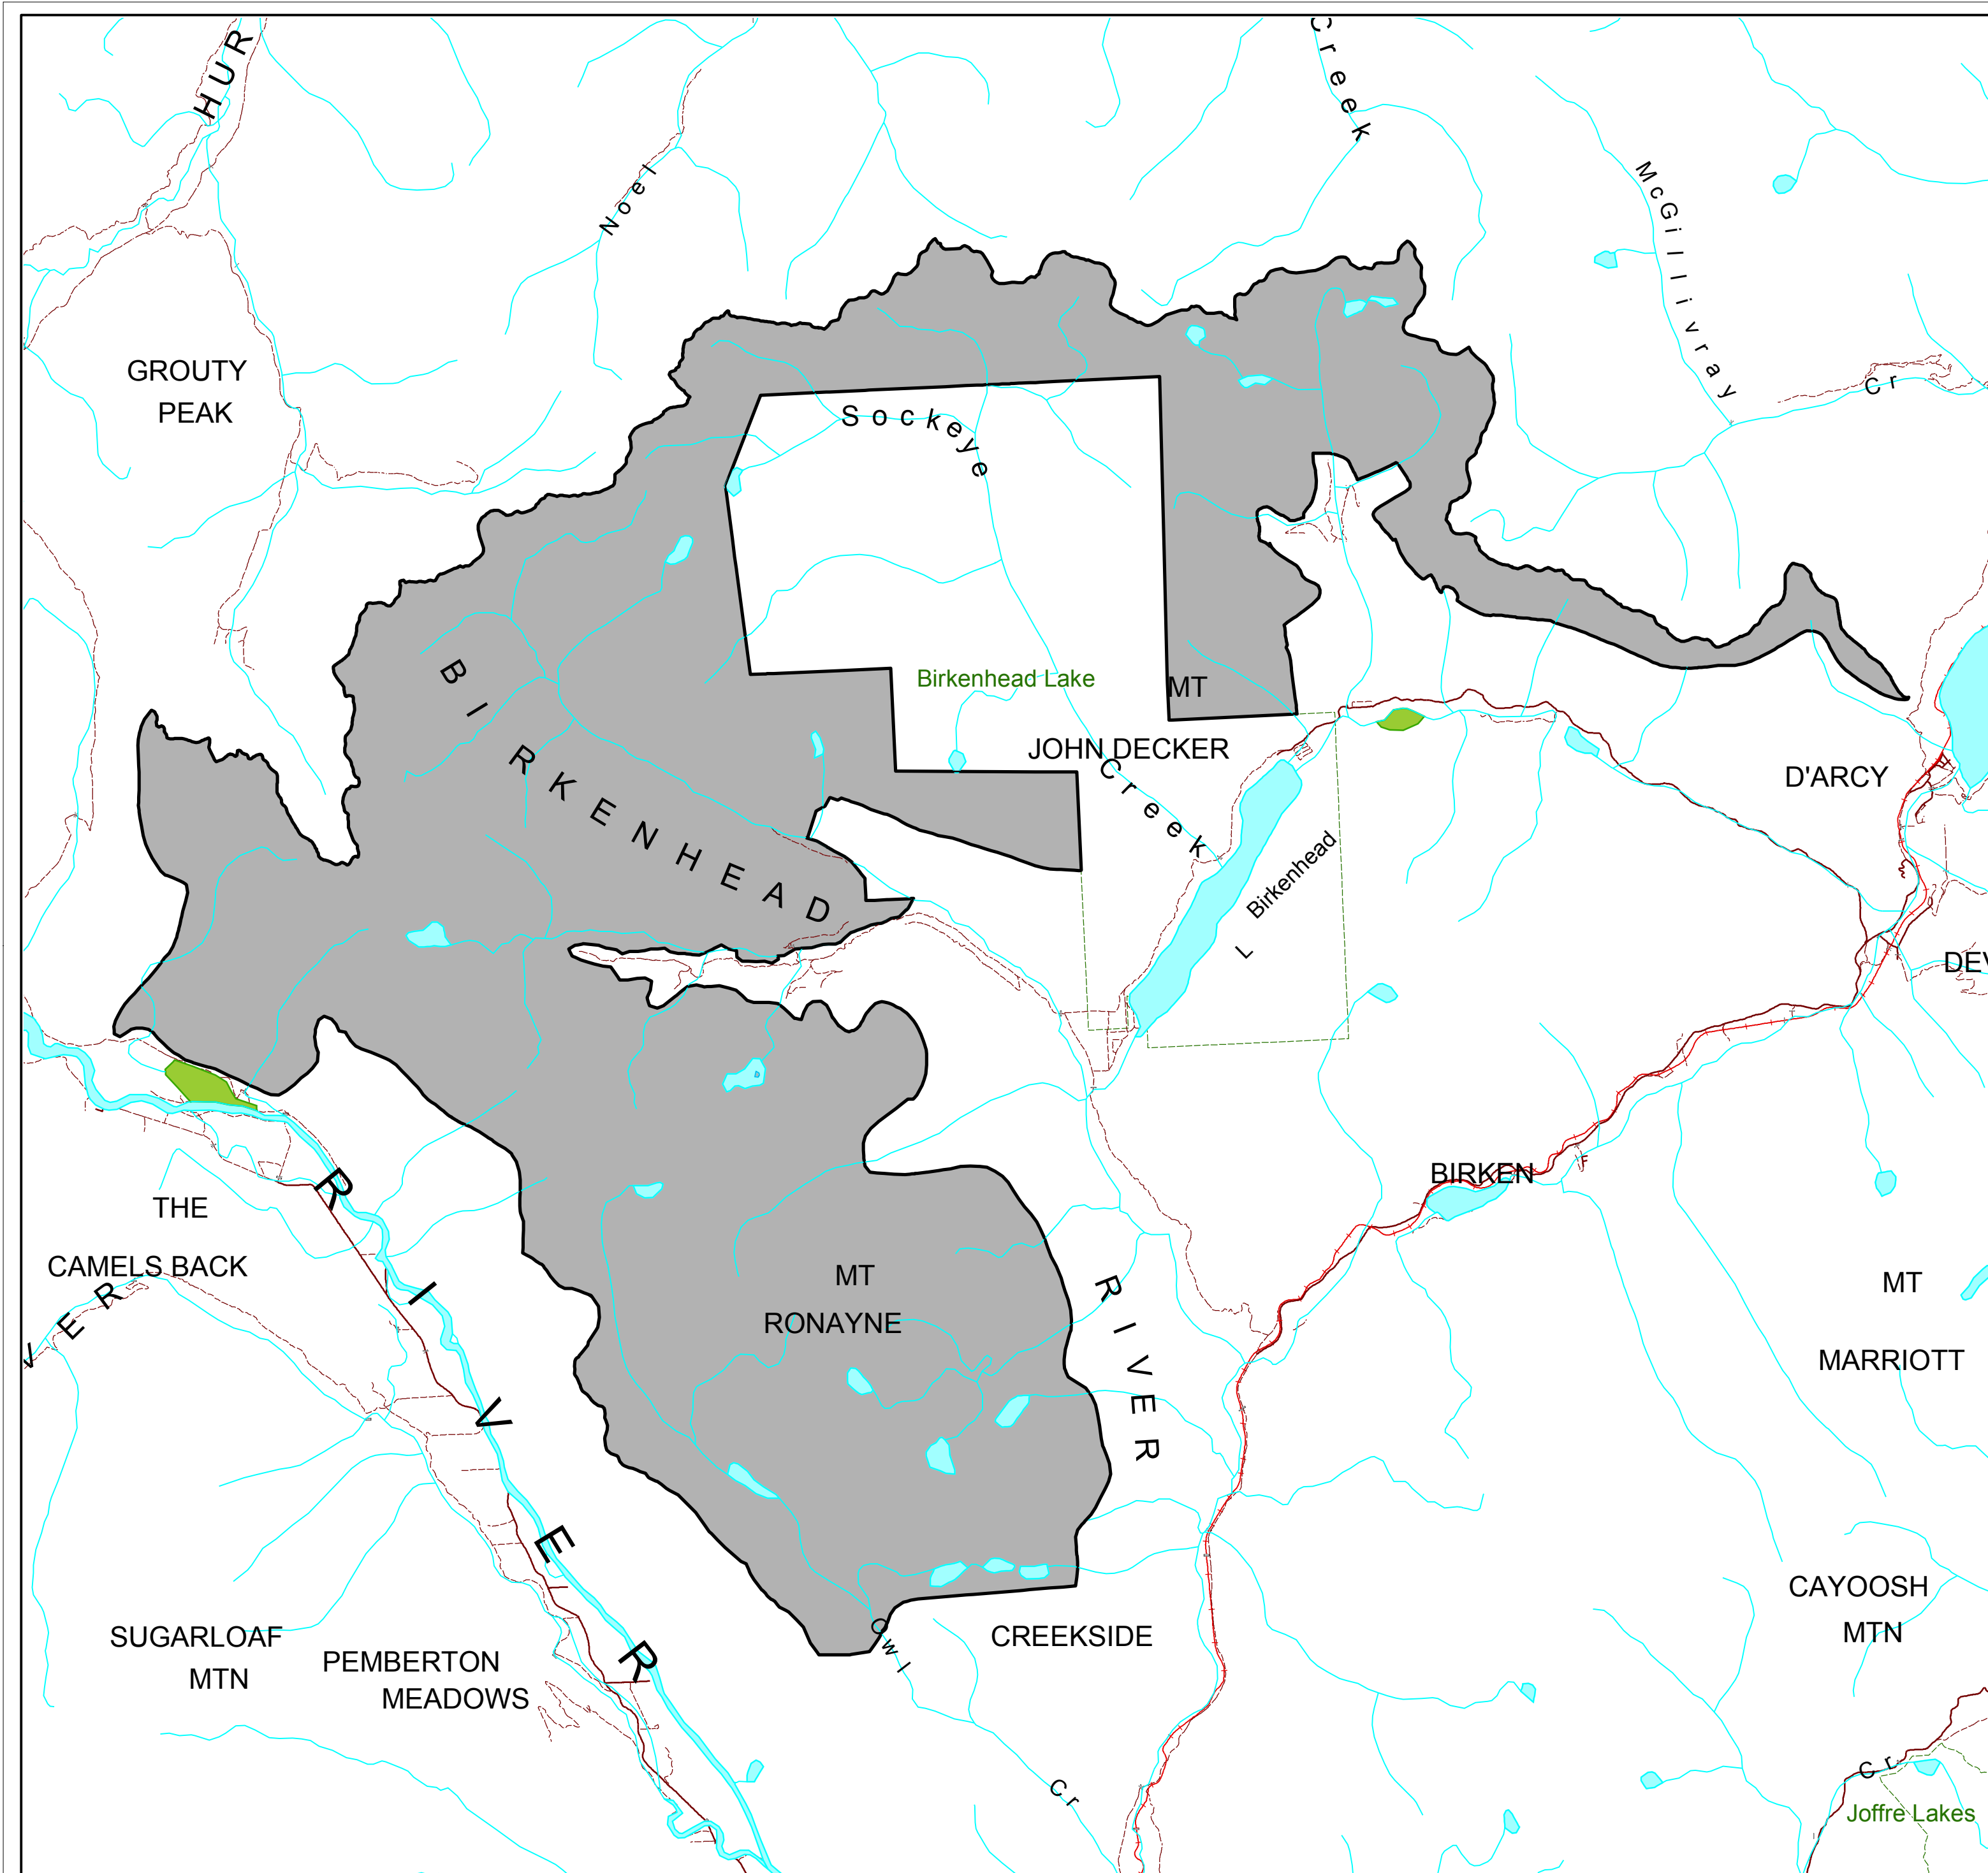 HUR
Creek
Noel
McGillivray
Cr
GROUTY
PEAK
Sockeye
Creek
BIRKENHEAD
RIVER
Birkenhead Lake
MT
JOHN DECKER
D'ARCY
L Birkenhead
DEV
BIRKEN
THE
CAMELS BACK
VER
RIVER
MT
RONAYNE
MT
MARRIOTT
CAYOOSH
MTN
SUGARLOAF
MTN
PEMBERTON
MEADOWS
CREEKSIDE
Owl
Cr
Cr
Joffre Lakes